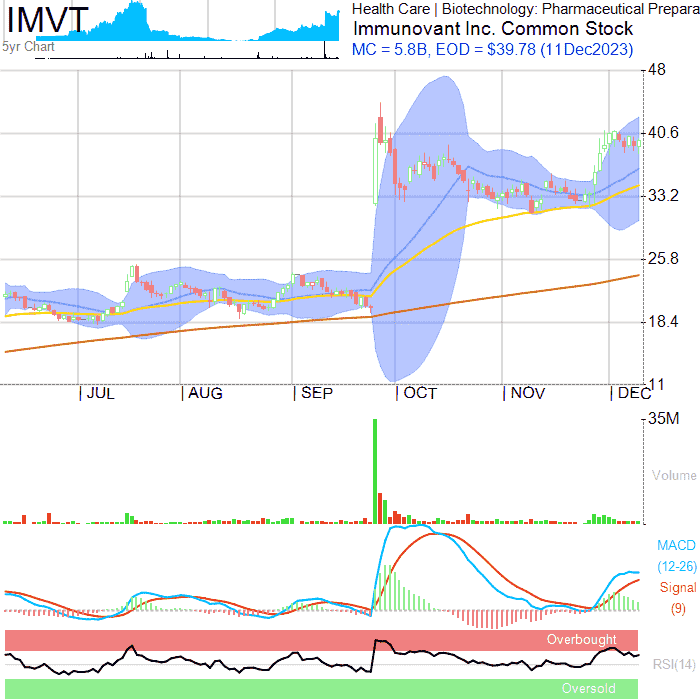 IMVT
Health Care | Biotechnology: Pharmaceutical Prepara
Immunovant Inc. Common Stock
5yr Chart
MC = 5.8B, EOD = $39.78 (11Dec2023)
48
40.6
33.2
25.8
18.4
11
JUL
AUG
SEP
OCT
NOV
DEC
35M
Volume
MACD
(12-26)
Signal
(9)
Overbought
RSI(14)
Oversold